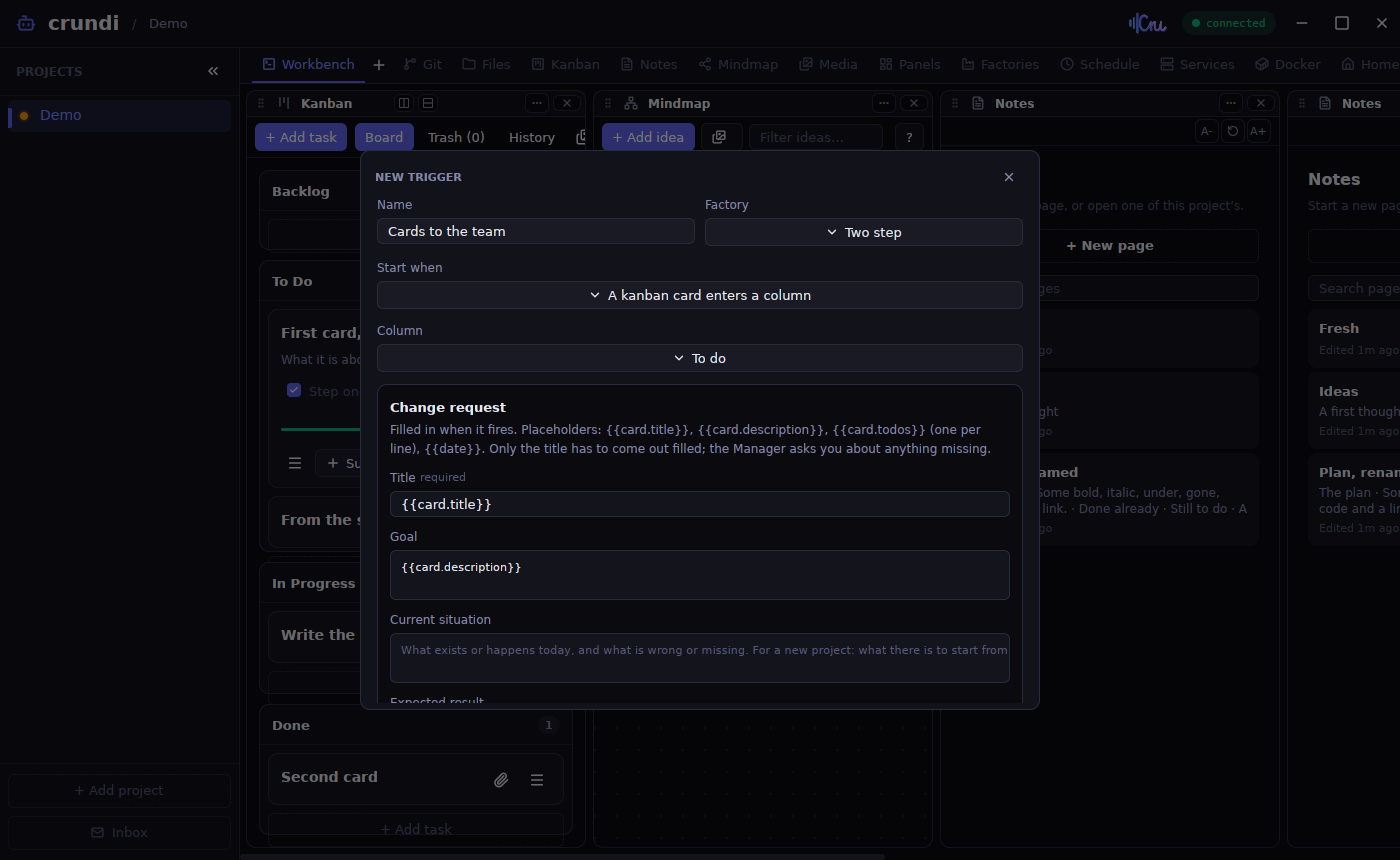 crundi / Demo
Cru
connected
PROJECTS
Demo
Workbench
Git
Files
Kanban
Notes
Mindmap
Media
Panels
Factories
Schedule
Services
Docker
Home
Kanban
+ Add task
Board
Trash (0)
History
Backlog
To Do
First card,
What it is abo
Step on
+ Su
From the s
In Progress
Write the
Done
1
Second card
+ Add task
Mindmap
+ Add idea
Filter ideas...
?
Notes
A-
A+
age, or open one of this project's.
+ New page
ges
go
ght
go
amed
Some bold, italic, under, gone,
link. · Done already · Still to do · A
go
Notes
Notes
Start a new pag
Search page
Fresh
Edited 1m ago
Ideas
A first though
Edited 1m ago
Plan, renam
The plan · Son
code and a lin
Edited 1m ago
NEW TRIGGER
Name
Factory
Cards to the team
Two step
Start when
A kanban card enters a column
Column
To do
Change request
Filled in when it fires. Placeholders: {{card.title}}, {{card.description}}, {{card.todos}} (one per
line), {{date}}. Only the title has to come out filled; the Manager asks you about anything missing.
Title required
{{card.title}}
Goal
{{card.description}}
Current situation
What exists or happens today, and what is wrong or missing. For a new project: what there is to start from
Expected result
+ Add project
Inbox